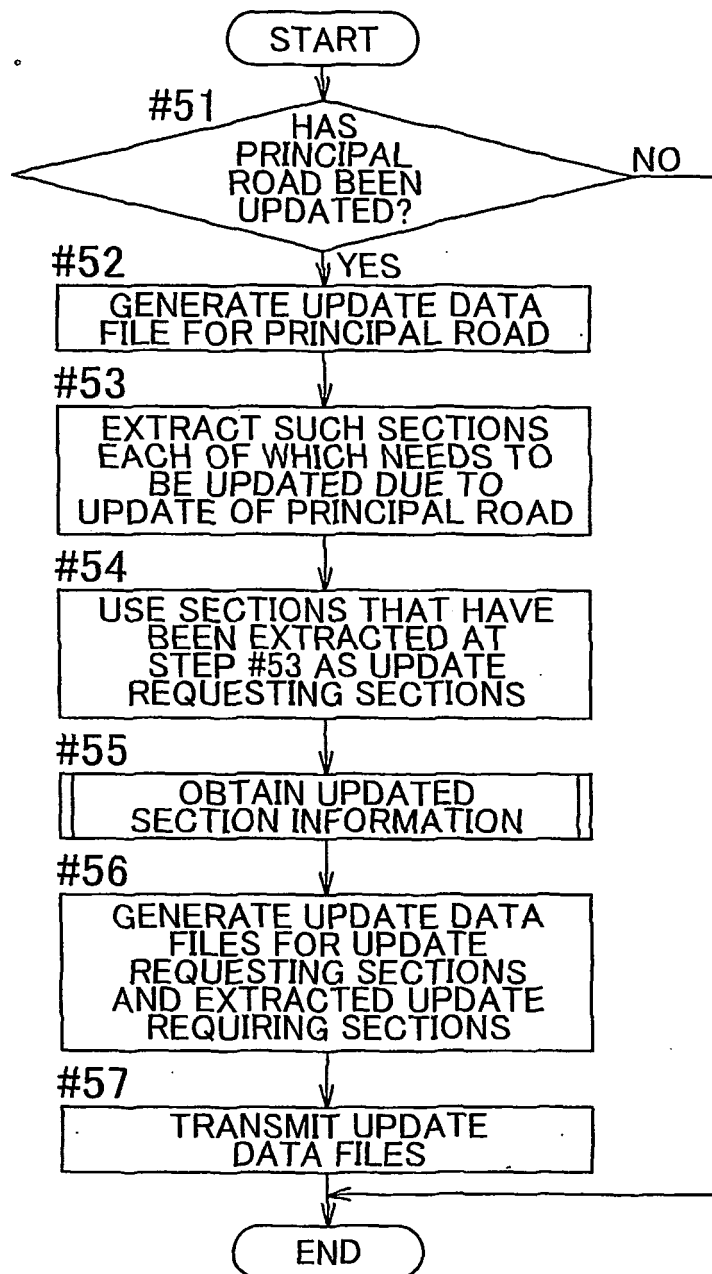 START
#51
HAS
PRINCIPAL
ROAD BEEN
UPDATED?
NO
YES
#52
GENERATE UPDATE DATA
FILE FOR PRINCIPAL ROAD
#53
EXTRACT SUCH SECTIONS
EACH OF WHICH NEEDS TO
BE UPDATED DUE TO
UPDATE OF PRINCIPAL ROAD
#54
USE SECTIONS THAT HAVE
BEEN EXTRACTED AT
STEP #53 AS UPDATE
REQUESTING SECTIONS
#55
OBTAIN UPDATED
SECTION INFORMATION
#56
GENERATE UPDATE DATA
FILES FOR UPDATE
REQUESTING SECTIONS
AND EXTRACTED UPDATE
REQUIRING SECTIONS
#57
TRANSMIT UPDATE
DATA FILES
END